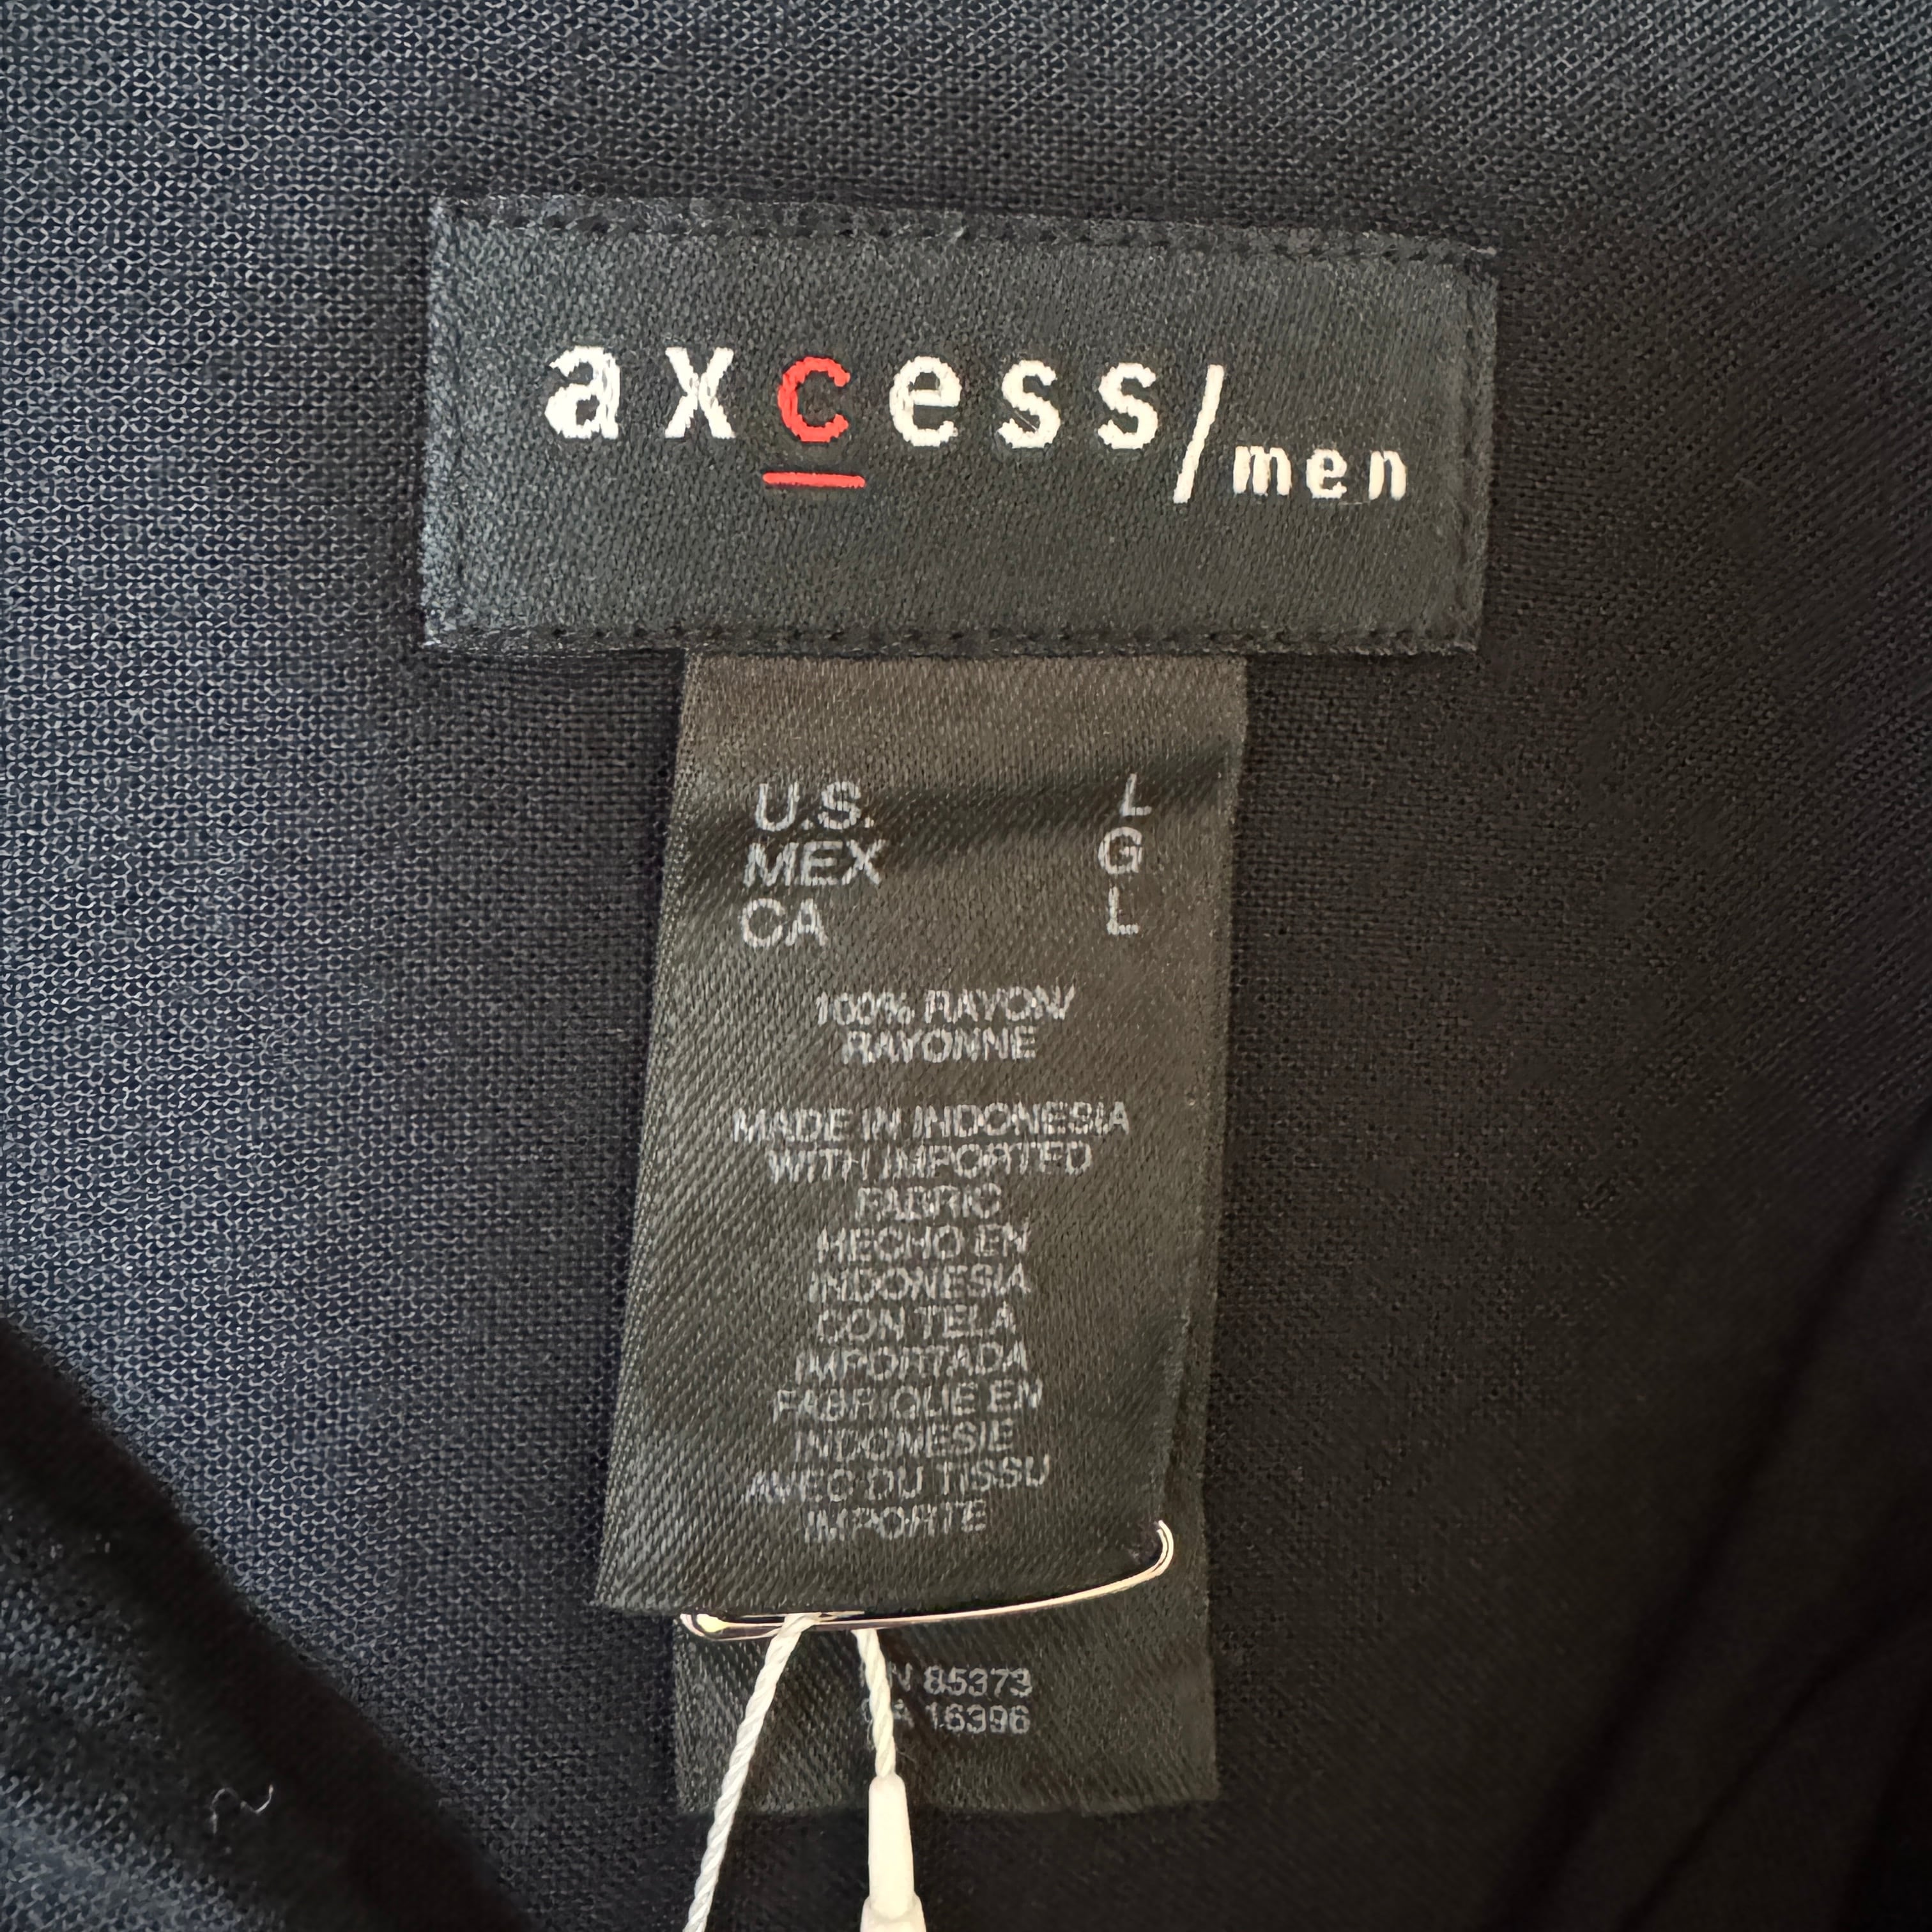 axcess/men
U.S. L
MEX G
CA L
100% RAYON/
RAYONNE
MADE IN INDONESIA
WITH IMPORTED
FABRIC
HECHO EN
INDONESIA
CON TELA
IMPORTADA
FABRIQUE EN
INDONESIE
AVEC DU TISSU
IMPORTE
85373
16396